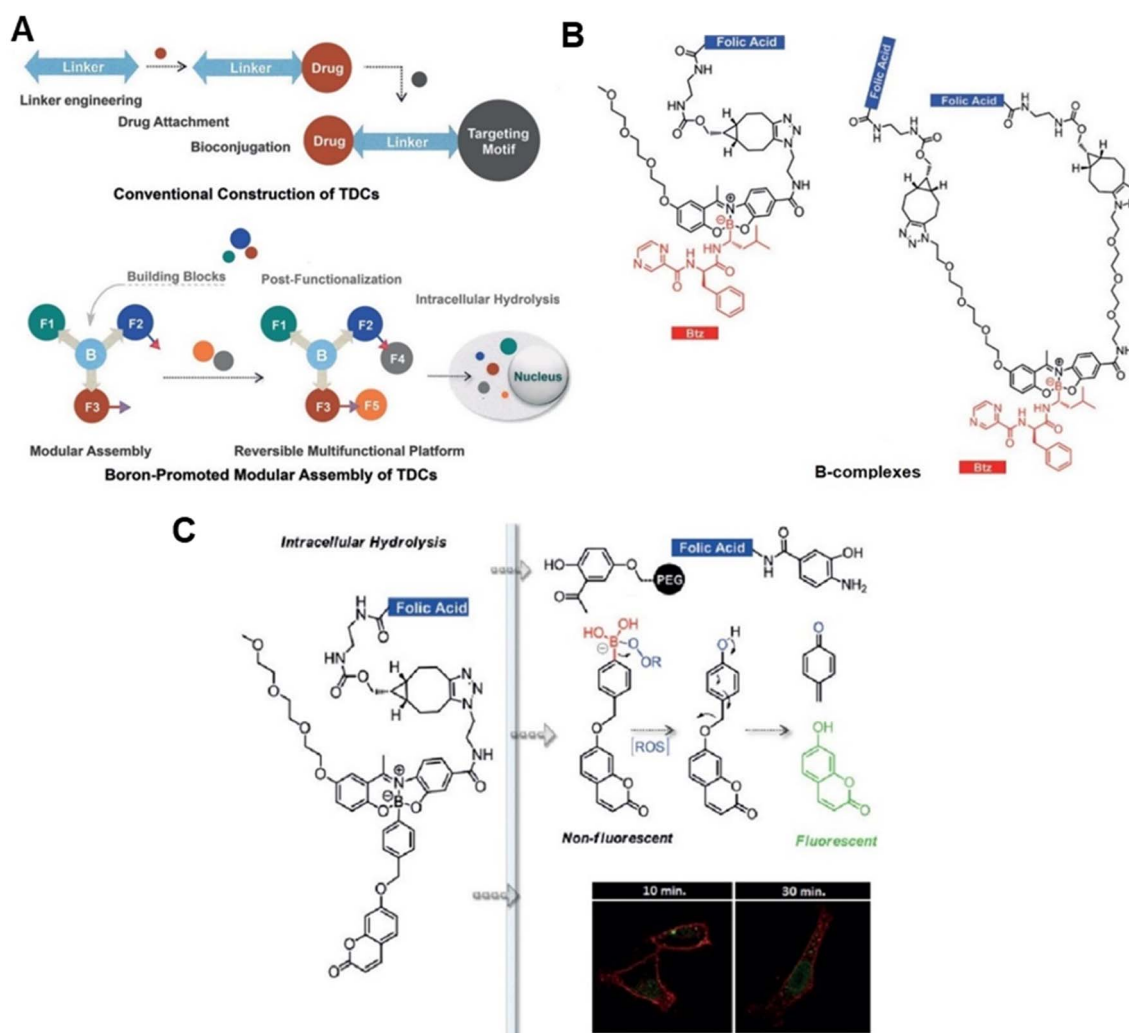 A
Linker
Linker
Drug
Linker engineering
Drug Attachment
Bioconjugation
Drug
Linker
Targeting
Motif
Conventional Construction of TDCs
Building Blocks
Post-Functionalization
Intracellular Hydrolysis
F1
F2
B
F3
F1
F2
B
F4
F3
F5
Nucleus
Modular Assembly
Reversible Multifunctional Platform
Boron-Promoted Modular Assembly of TDCs
B
Folic Acid
Btz
Folic Acid
Folic Acid
Btz
B-complexes
C
Intracellular Hydrolysis
Folic Acid
PEG
Folic Acid
[ROS]
Non-fluorescent
Fluorescent
10 min.
30 min.